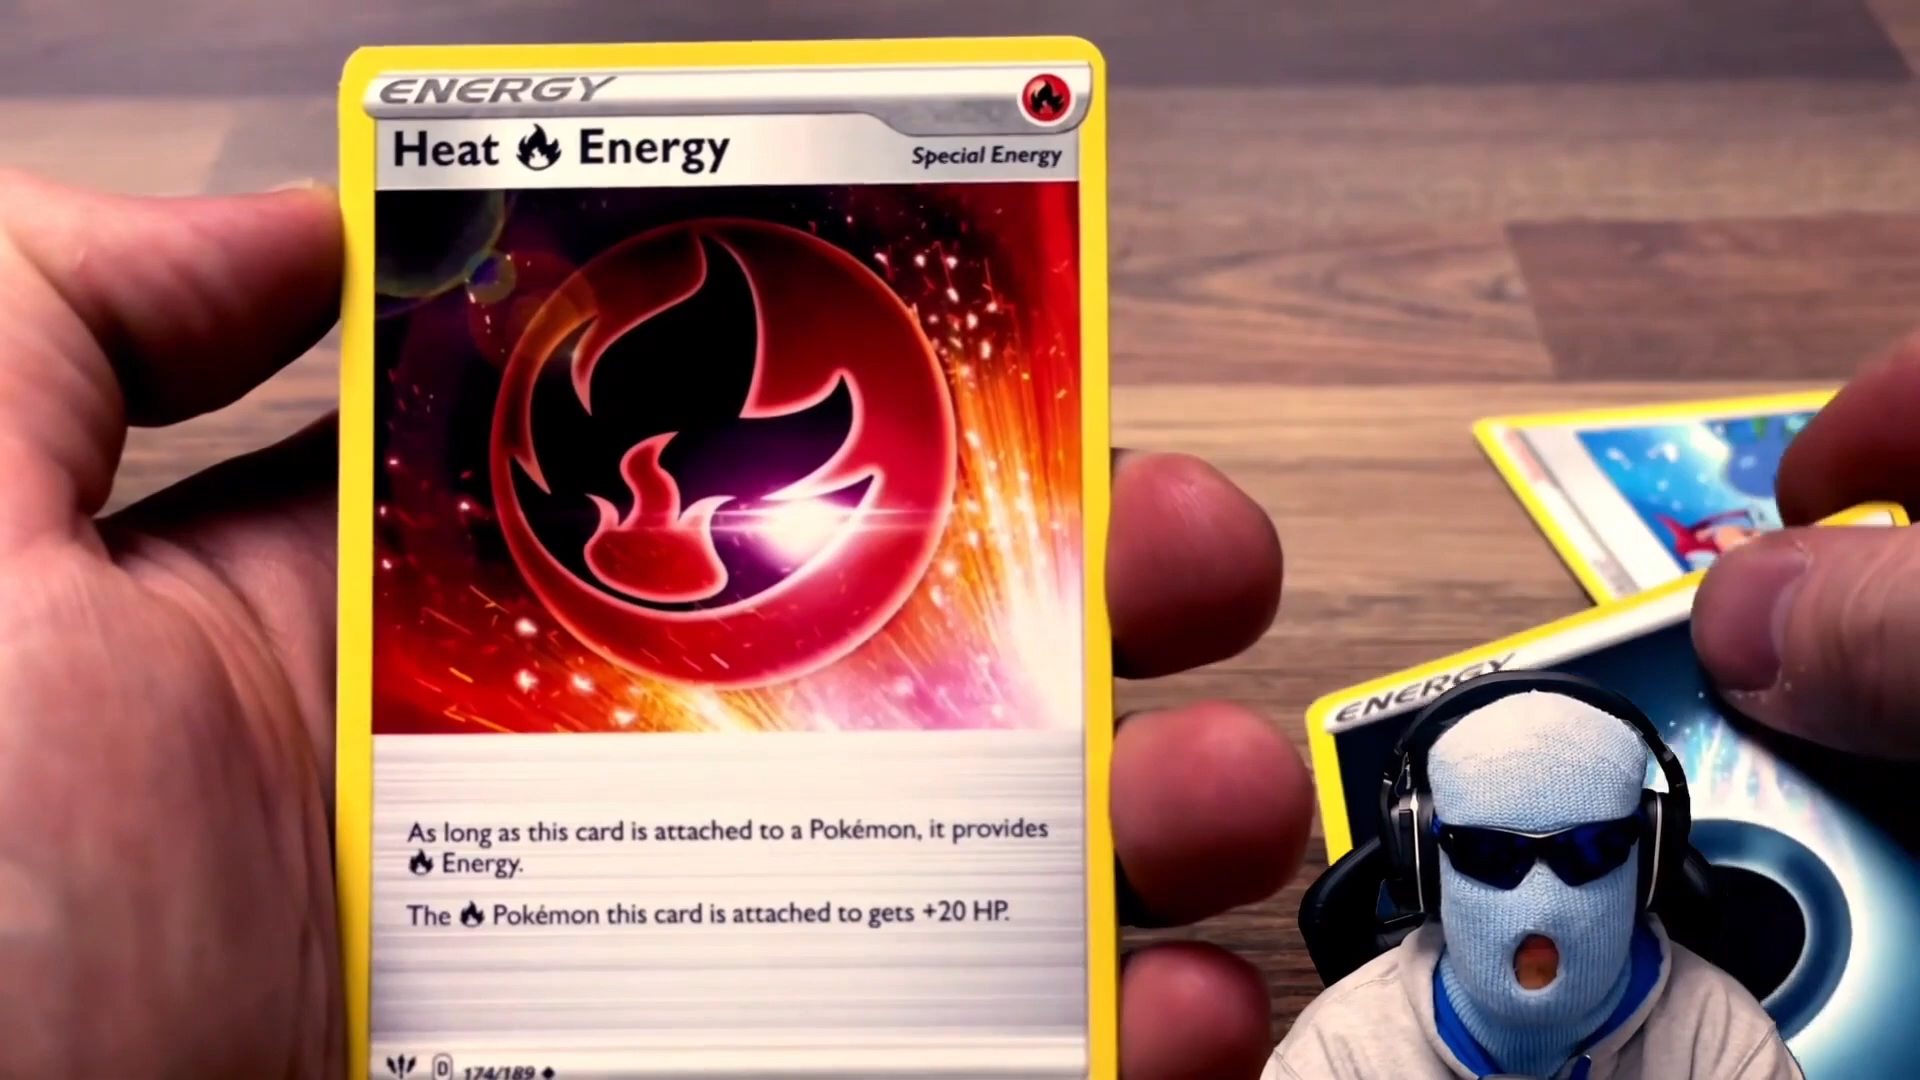 ENERGY
Heat Energy
Special Energy
As long as this card is attached to a Pokémon, it provides
Energy.
The Pokémon this card is attached to gets +20 HP.
D 174/189
ENERGY